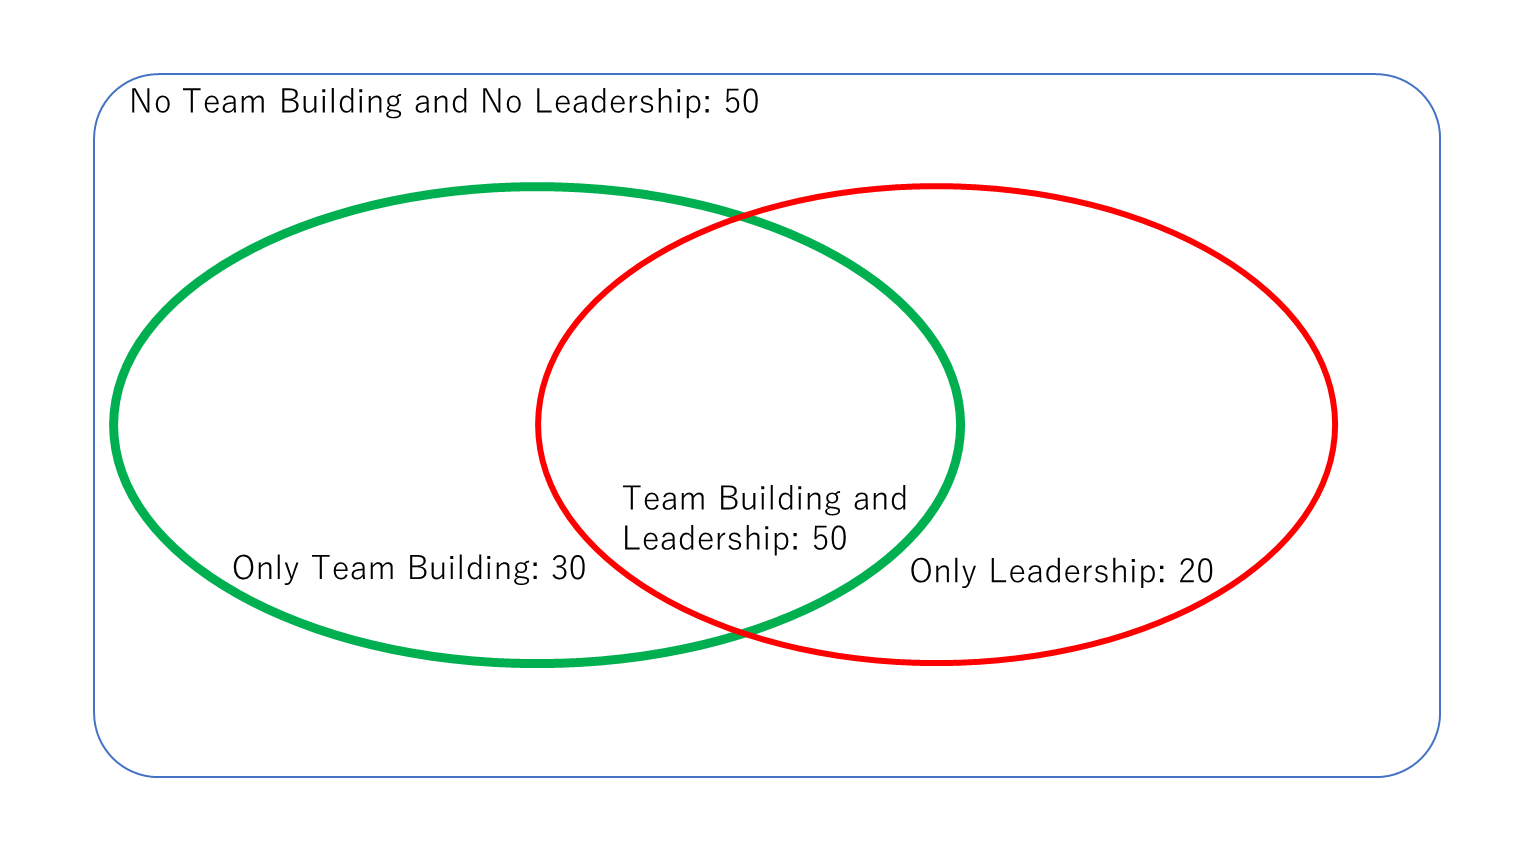 No Team Building and No Leadership: 50
Team Building and
Leadership: 50
Only Team Building: 30
Only Leadership: 20